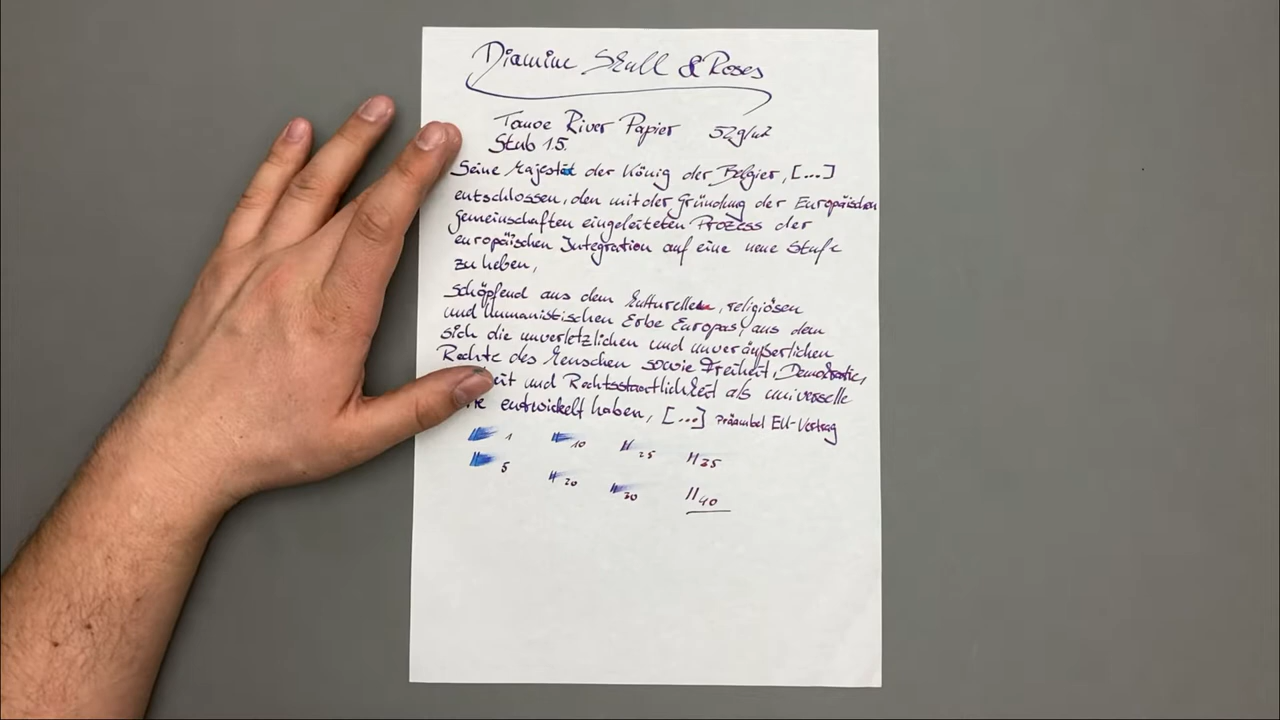 Diamine Skull & Roses
Tomoe River Papier 52g/m²
Stub 1.5.
Seine Majestät der König der Belgier, [...]
entschlossen, den mit der Gründung der Europäischen
Gemeinschaften eingeleiteten Prozess der
europäischen Integration auf eine neue Stufe
zu heben,
schöpfend aus dem kulturellen, religiösen
und humanistischen Erbe Europas, aus dem
sich die unverletzlichen und unveräußerlichen
Rechte des Menschen sowie Freiheit, Demokratie,
eit und Rechtsstaatlichkeit als universelle
te entwickelt haben, [...] Präambel EU-Vertrag
1 10 25 35
5 20 30 40